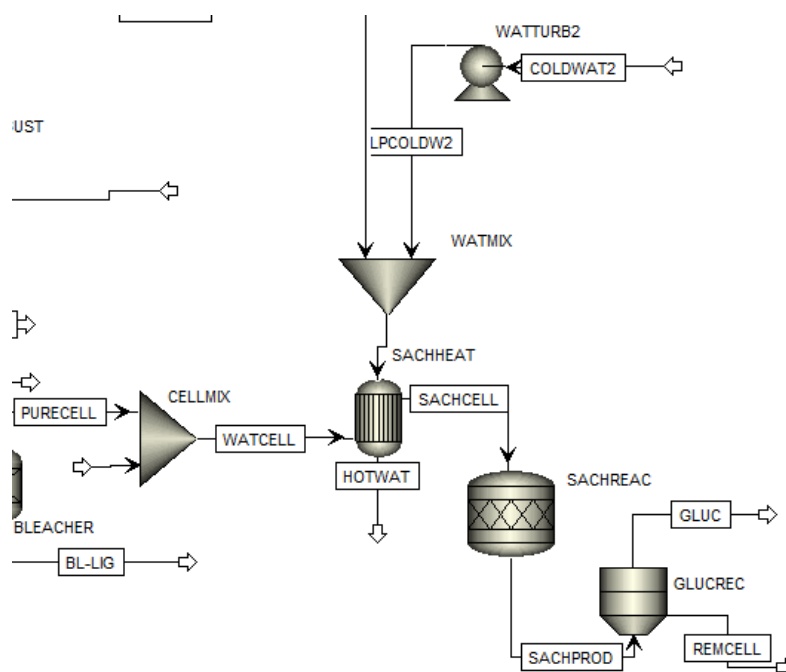 WATTURB2
COLDWAT2
UST
LPCOLDW2
WATMIX
SACHHEAT
CELLMIX
SACHCELL
PURECELL
WATCELL
HOTWAT
SACHREAC
BLEACHER
GLUC
BL-LIG
GLUCREC
SACHPROD
REMCELL